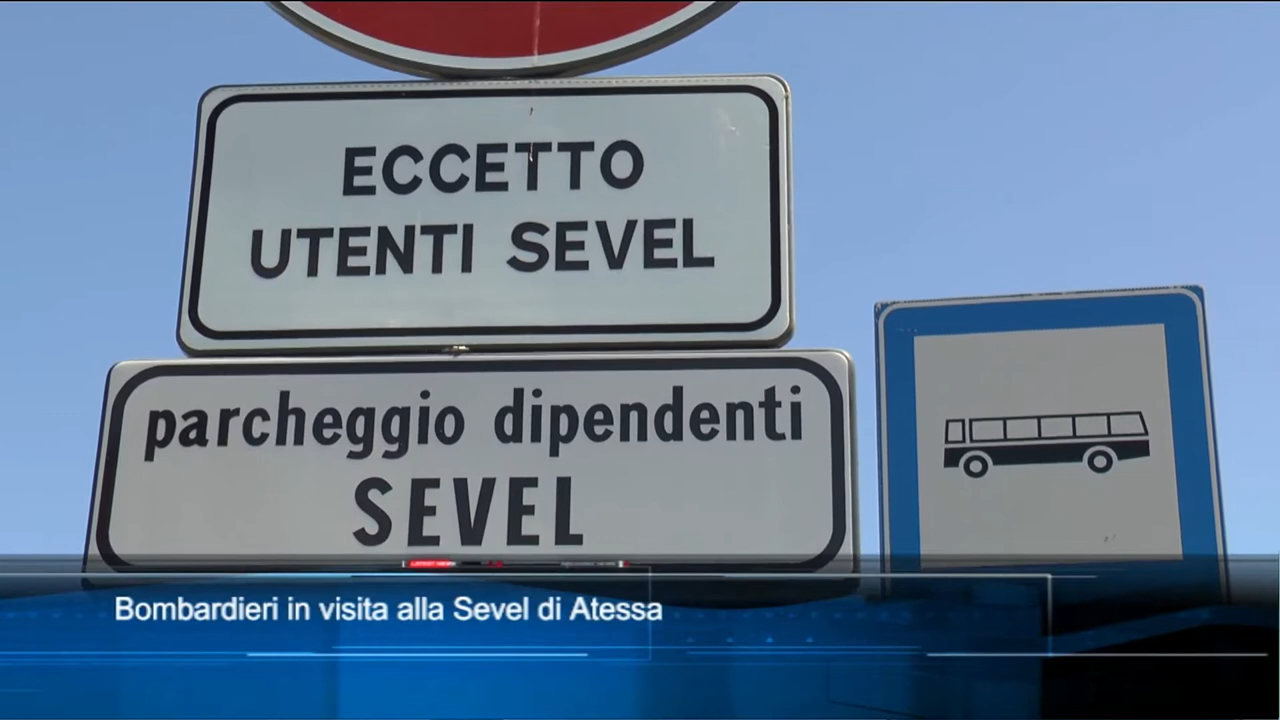 ECCETTO
UTENTI SEVEL
parcheggio dipendenti
SEVEL
Bombardieri in visita alla Sevel di Atessa